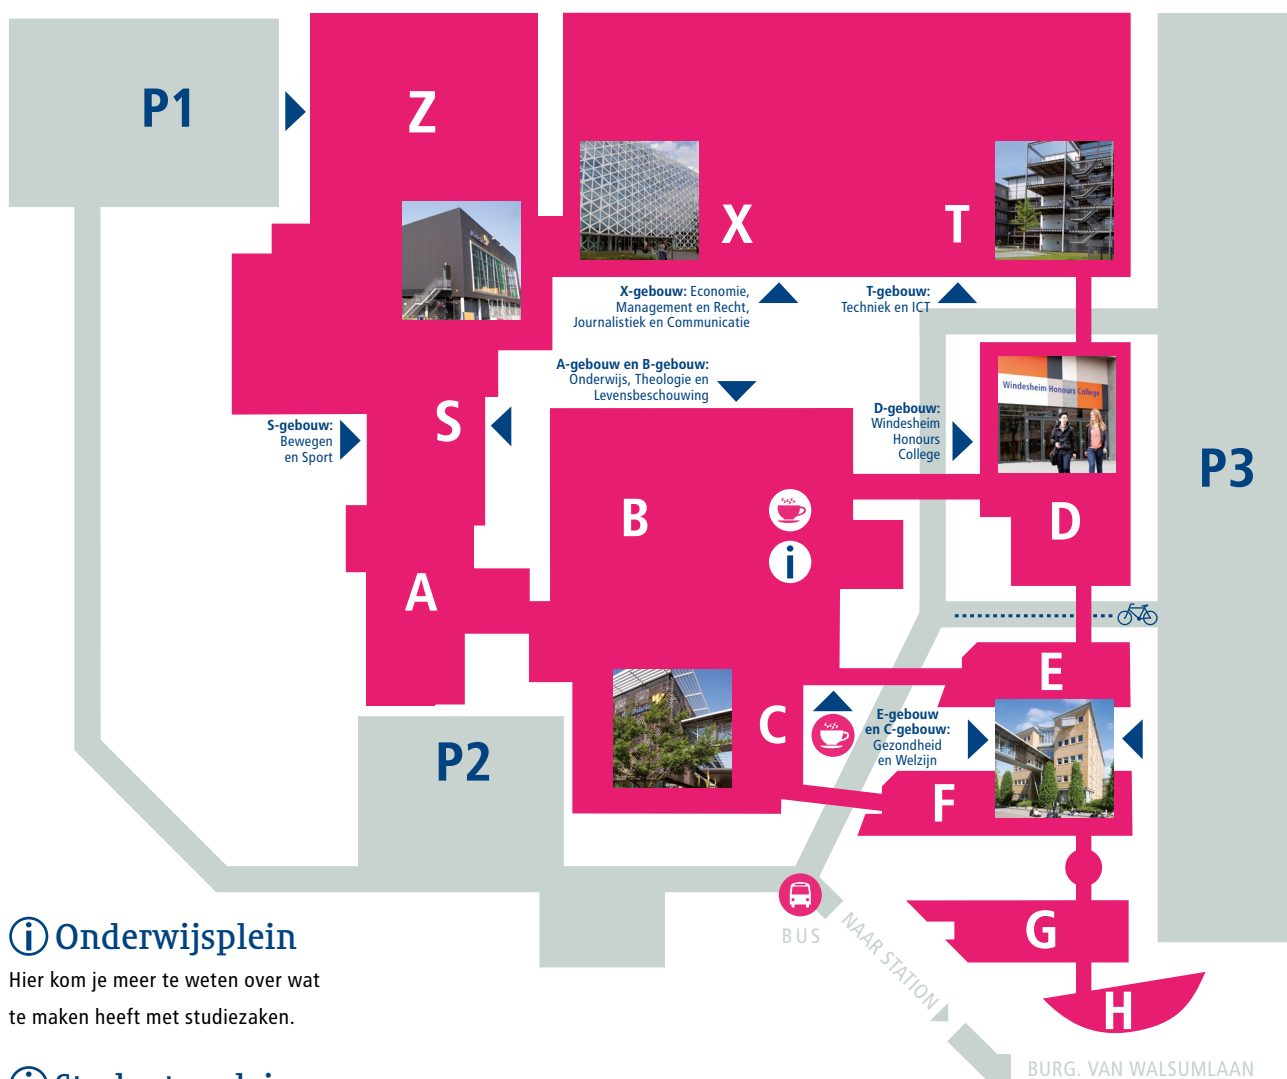 P1
Z
X
T
X-gebouw: Economie,
Management en Recht,
Journalistiek en Communicatie
T-gebouw:
Techniek en ICT
A-gebouw en B-gebouw:
Onderwijs, Theologie en
Levensbeschouwing
Windesheim Honours College
D-gebouw:
Windesheim
Honours
College
S-gebouw:
Bewegen
en Sport
S
P3
B
D
i
A
E
C
E-gebouw
en C-gebouw:
Gezondheid
en Welzijn
P2
F
BUS
NAAR STATION
G
H
BURG. VAN WALSUMLAAN
i Onderwijsplein
Hier kom je meer te weten over wat
te maken heeft met studiezaken.